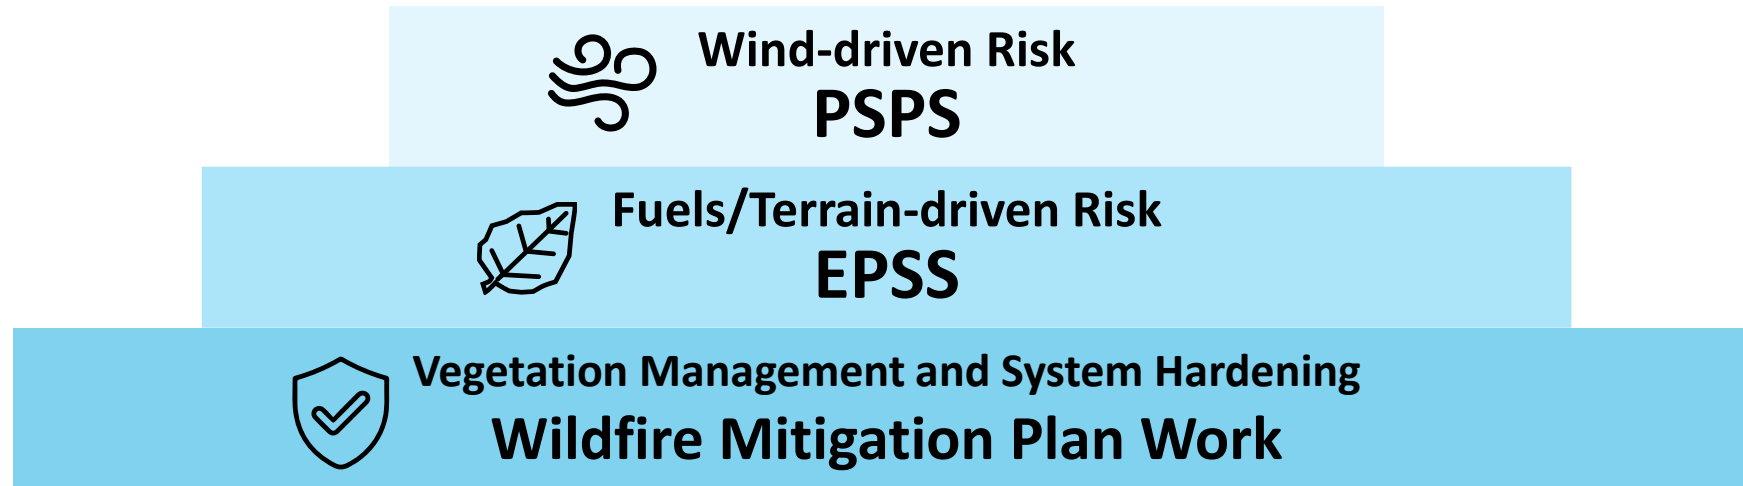 Wind-driven Risk
PSPS
Fuels/Terrain-driven Risk
EPSS
Vegetation Management and System Hardening
Wildfire Mitigation Plan Work